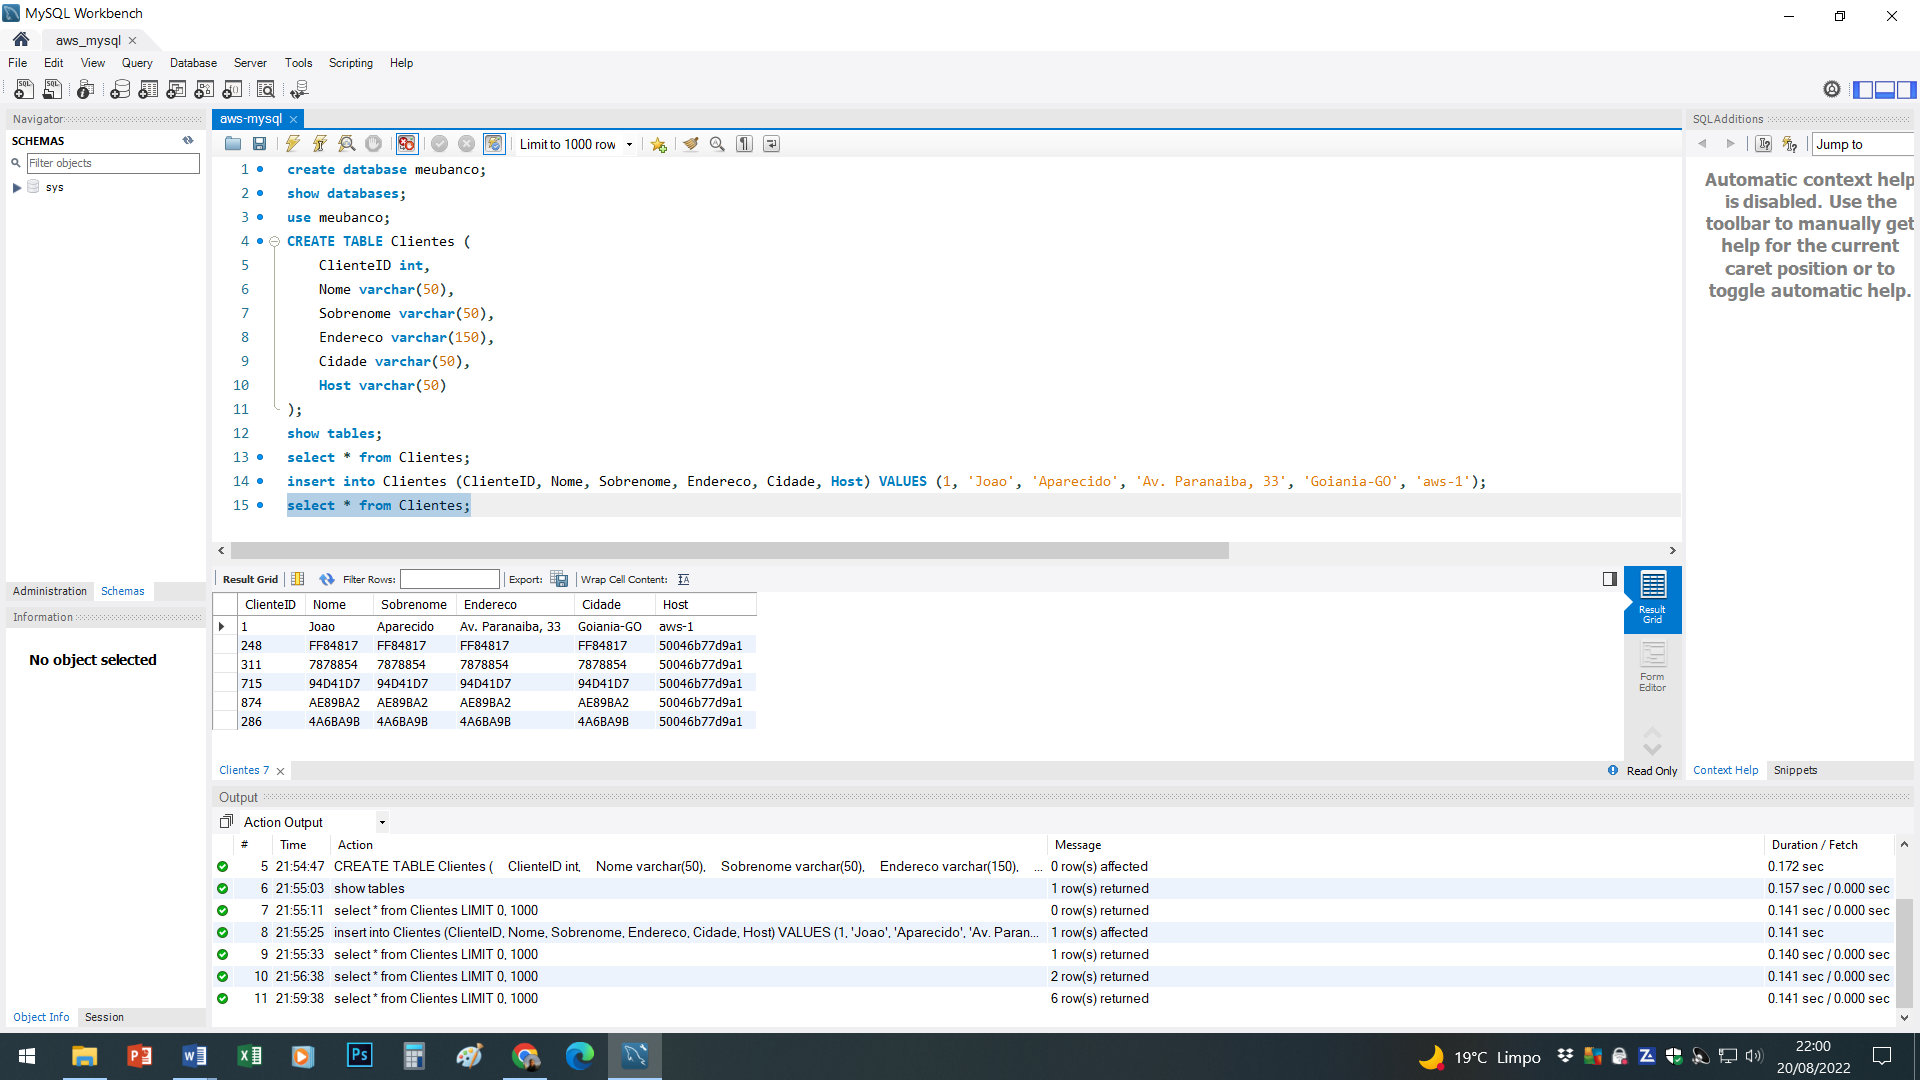 MySQL Workbench
aws_mysql
File Edit View Query Database Server Tools Scripting Help
Navigator
SCHEMAS
Filter objects
sys
Administration Schemas
Information
No object selected
Object Info Session
aws-mysql
Limit to 1000 row
1 create database meubanco;
2 show databases;
3 use meubanco;
4 CREATE TABLE Clientes (
5 ClienteID int,
6 Nome varchar(50),
7 Sobrenome varchar(50),
8 Endereco varchar(150),
9 Cidade varchar(50),
10 Host varchar(50)
11 );
12 show tables;
13 select * from Clientes;
14 insert into Clientes (ClienteID, Nome, Sobrenome, Endereco, Cidade, Host) VALUES (1, 'Joao', 'Aparecido', 'Av. Paranaiba, 33', 'Goiania-GO', 'aws-1');
15 select * from Clientes;
Result Grid Filter Rows: Export: Wrap Cell Content:
ClienteID Nome Sobrenome Endereco Cidade Host
1 Joao Aparecido Av. Paranaiba, 33 Goiania-GO aws-1
248 FF84817 FF84817 FF84817 FF84817 50046b77d9a1
311 7878854 7878854 7878854 7878854 50046b77d9a1
715 94D41D7 94D41D7 94D41D7 94D41D7 50046b77d9a1
874 AE89BA2 AE89BA2 AE89BA2 AE89BA2 50046b77d9a1
286 4A6BA9B 4A6BA9B 4A6BA9B 4A6BA9B 50046b77d9a1
Result
Grid
Form
Editor
Clientes 7
Read Only
SQLAdditions
Jump to
Automatic context help
is disabled. Use the
toolbar to manually get
help for the current
caret position or to
toggle automatic help.
Context Help Snippets
Output
Action Output
# Time Action Message Duration / Fetch
5 21:54:47 CREATE TABLE Clientes ( ClienteID int, Nome varchar(50), Sobrenome varchar(50), Endereco varchar(150), ... 0 row(s) affected 0.172 sec
6 21:55:03 show tables 1 row(s) returned 0.157 sec / 0.000 sec
7 21:55:11 select * from Clientes LIMIT 0, 1000 0 row(s) returned 0.141 sec / 0.000 sec
8 21:55:25 insert into Clientes (ClienteID, Nome, Sobrenome, Endereco, Cidade, Host) VALUES (1, 'Joao', 'Aparecido', 'Av. Paran... 1 row(s) affected 0.141 sec
9 21:55:33 select * from Clientes LIMIT 0, 1000 1 row(s) returned 0.140 sec / 0.000 sec
10 21:56:38 select * from Clientes LIMIT 0, 1000 2 row(s) returned 0.141 sec / 0.000 sec
11 21:59:38 select * from Clientes LIMIT 0, 1000 6 row(s) returned 0.141 sec / 0.000 sec
19°C Limpo
22:00
20/08/2022